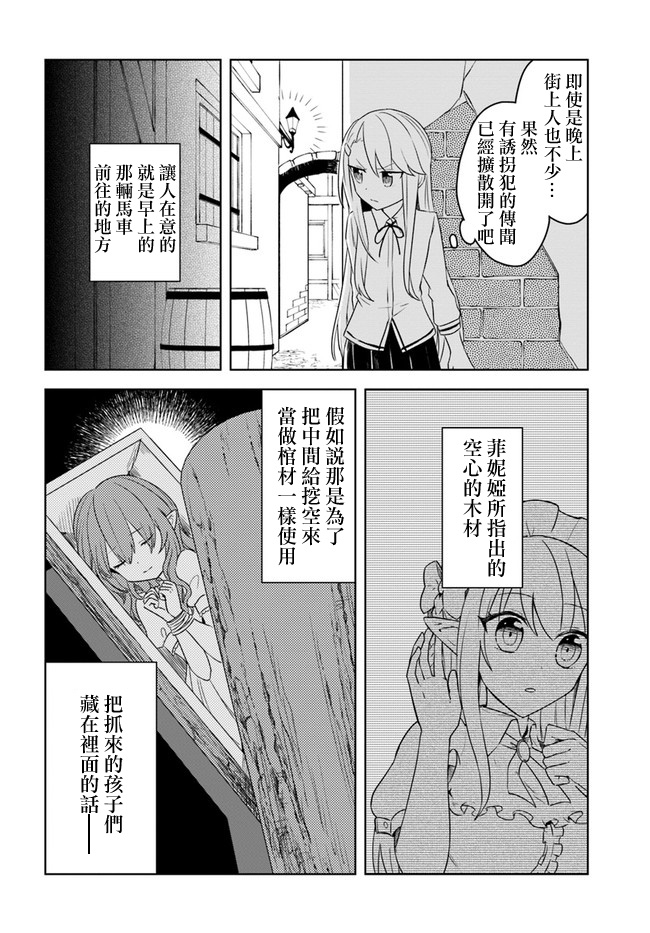 即使是晚上
街上人也不少…
果然
有誘拐犯的傳聞
已經擴散開了吧
讓人在意的
就是早上的
那輛馬車
前往的地方
菲妮婭所指出的
空心的木材
假如說那是為了
把中間給挖空來
當做棺材一樣使用
把抓來的孩子們
藏在裡面的話──